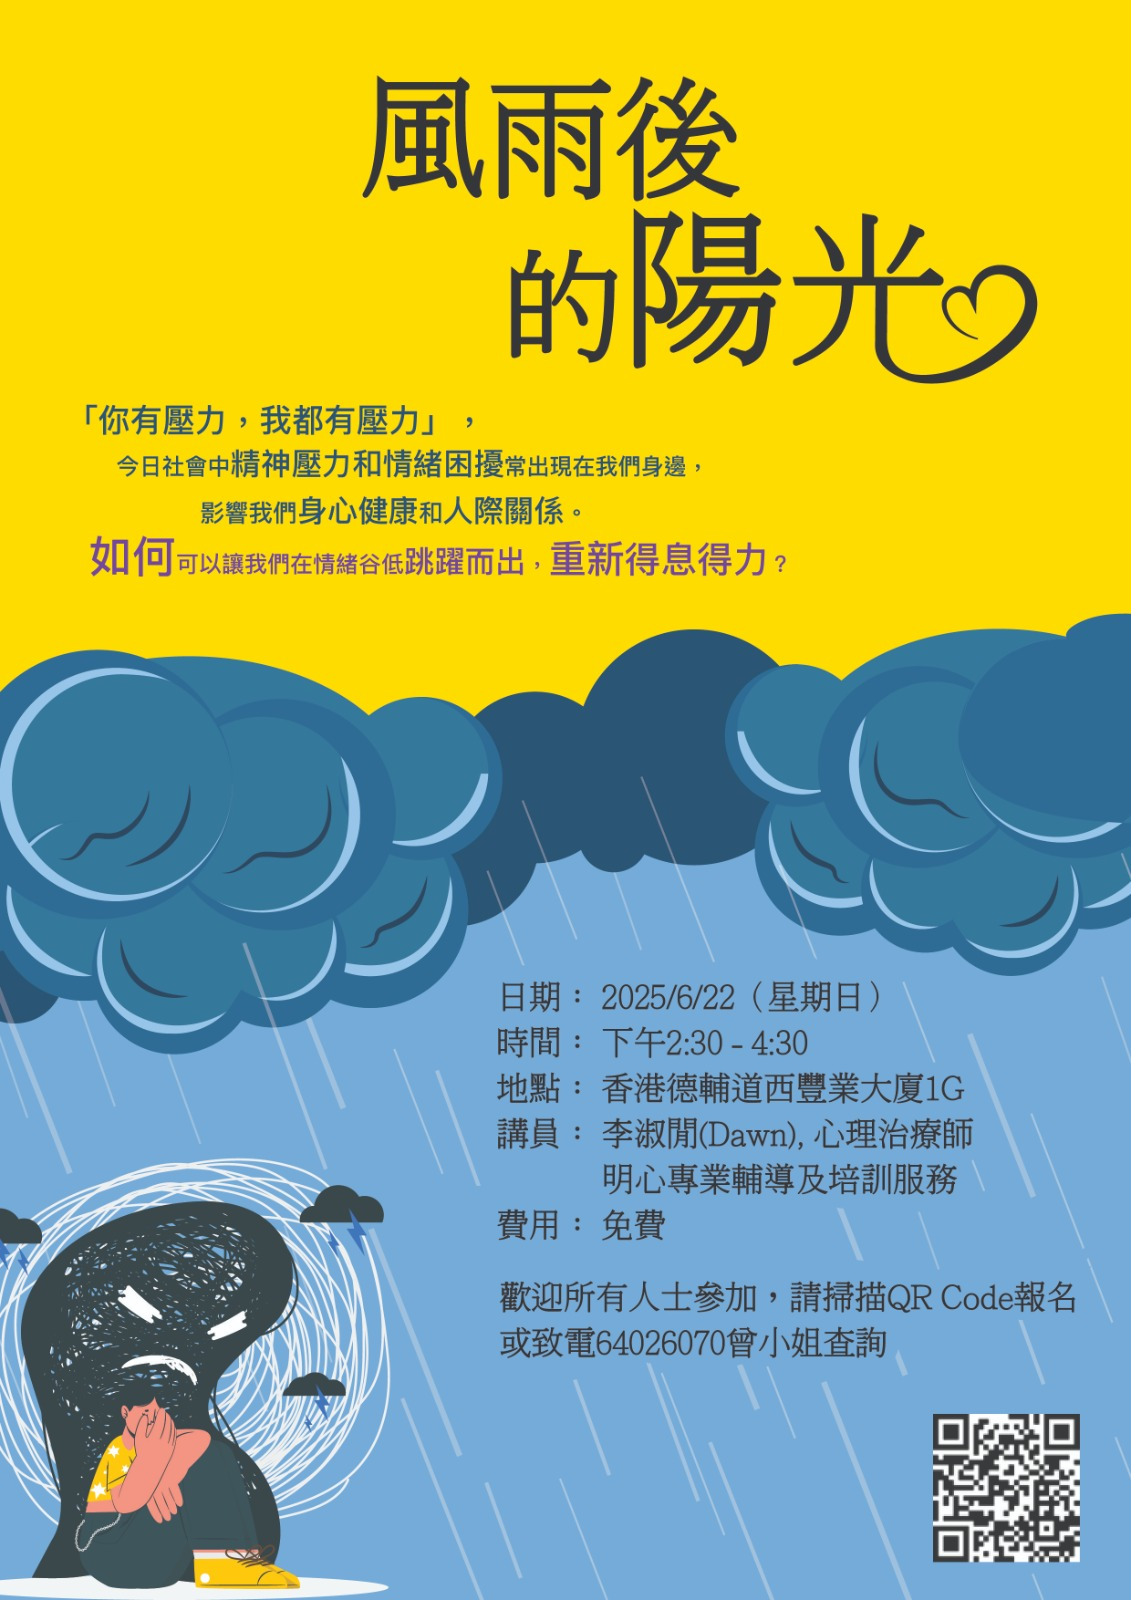 風雨後
的陽光
「你有壓力，我都有壓力」，
今日社會中精神壓力和情緒困擾常出現在我們身邊，
影響我們身心健康和人際關係。
如何可以讓我們在情緒谷低跳躍而出，重新得息得力？
日期： 2025/6/22（星期日）
時間： 下午2:30 - 4:30
地點： 香港德輔道西豐業大廈1G
講員： 李淑閒(Dawn), 心理治療師
明心專業輔導及培訓服務
費用： 免費
歡迎所有人士參加，請掃描QR Code報名
或致電64026070曾小姐查詢